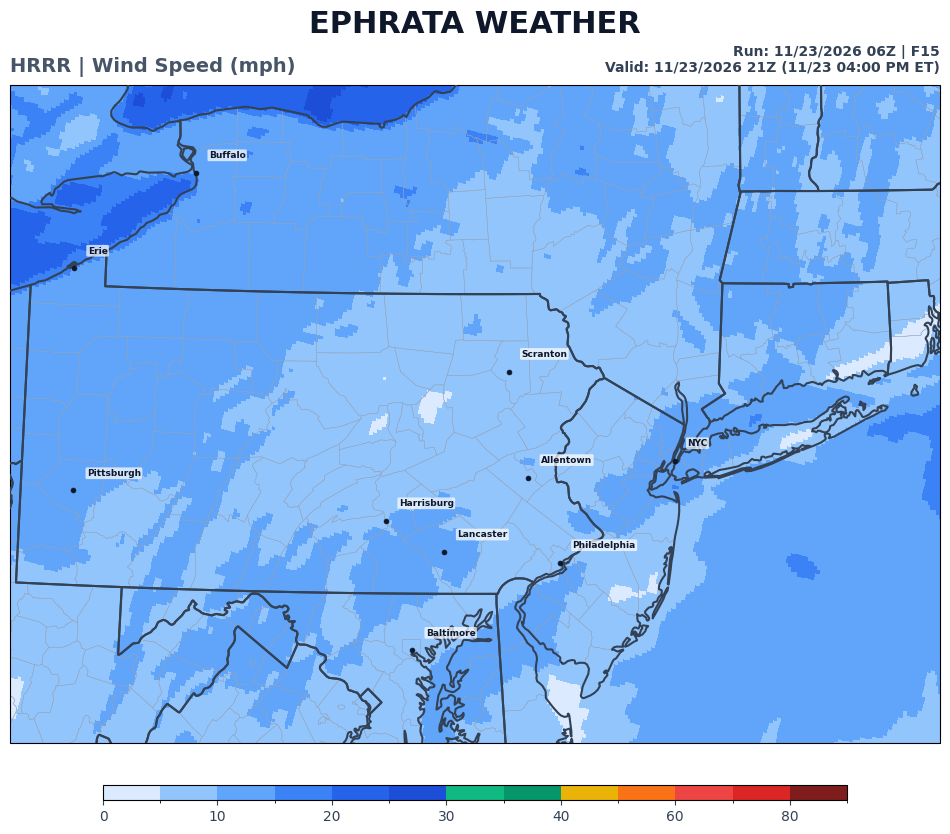 EPHRATA WEATHER
HRRR | Wind Speed (mph)
Run: 11/23/2026 06Z | F15
Valid: 11/23/2026 21Z (11/23 04:00 PM ET)
Buffalo
Erie
Scranton
NYC
Allentown
Pittsburgh
Harrisburg
Lancaster
Philadelphia
Baltimore
0 10 20 30 40 60 80